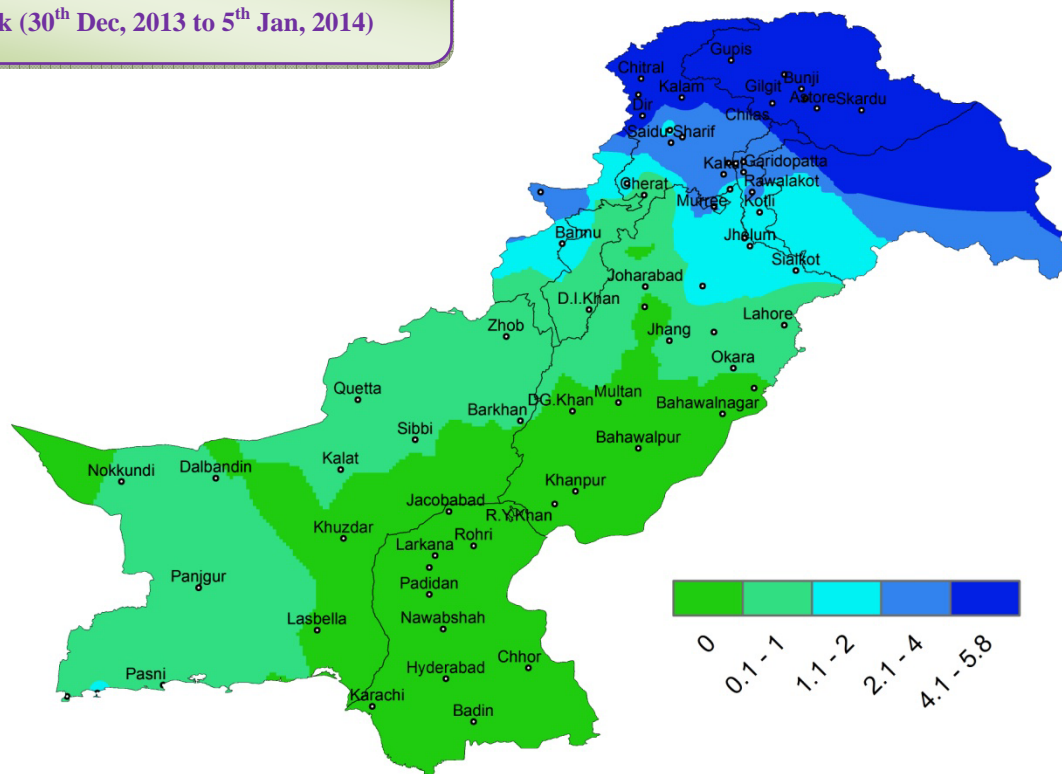 k (30th Dec, 2013 to 5th Jan, 2014)
Gupis
Chitral
Bunji
Gilgit
Kalam
Astore
Skardu
Dir
Chilas
Saidu Sharif
Garidopatta
Cherat
Rawalakot
Murree
Kotli
Bannu
Jhelum
Sialkot
Joharabad
D.I.Khan
Lahore
Zhob
Jhang
Okara
Quetta
Multan
DG.Khan
Barkhan
Bahawalnagar
Sibbi
Bahawalpur
Kalat
Nokkundi
Dalbandin
Khanpur
Jacobabad
R.Y.Khan
Khuzdar
Rohri
Larkana
Panjgur
Padidan
Lasbella
Nawabshah
Pasni
Hyderabad
Chhor
Karachi
Badin
0
0.1 - 1
1.1 - 2
2.1 - 4
4.1 - 5.8